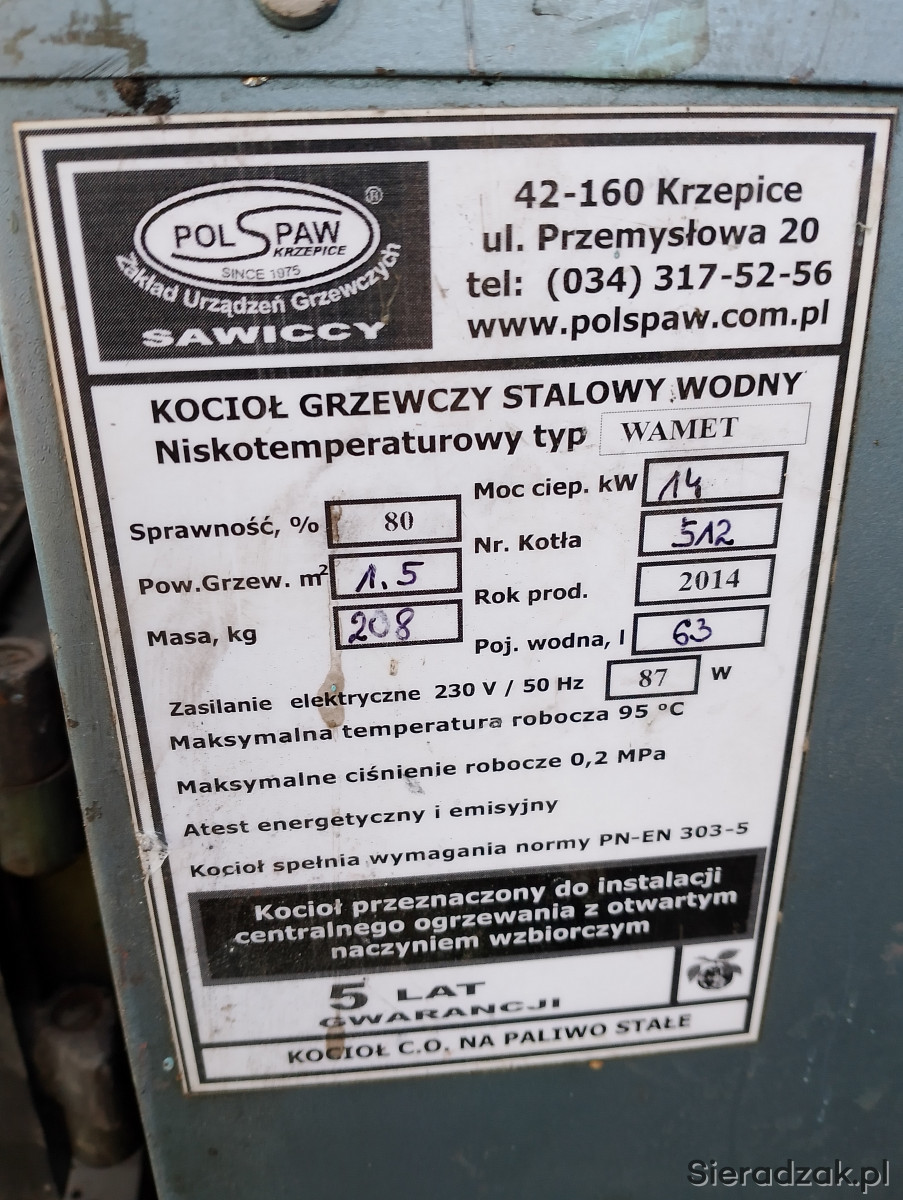 POL SPAW
KRZEPICE
SINCE 1975
®
Zakład Urządzeń Grzewczych
SAWICCY
42-160 Krzepice
ul. Przemysłowa 20
tel: (034) 317-52-56
www.polspaw.com.pl
KOCIOŁ GRZEWCZY STALOWY WODNY
Niskotemperaturowy typ WAMET
Sprawność, % 80
Pow.Grzew. m² 1.5
Masa, kg 208
Moc ciep. kW 14
Nr. Kotła 512
Rok prod. 2014
Poj. wodna, l 63
Zasilanie elektryczne 230 V / 50 Hz 87 W
Maksymalna temperatura robocza 95 °C
Maksymalne ciśnienie robocze 0,2 MPa
Atest energetyczny i emisyjny
Kocioł spełnia wymagania normy PN-EN 303-5
Kocioł przeznaczony do instalacji
centralnego ogrzewania z otwartym
naczyniem wzbiorczym
5 LAT
GWARANCJI
KOCIOŁ C.O. NA PALIWO STAŁE
Sieradzak.pl